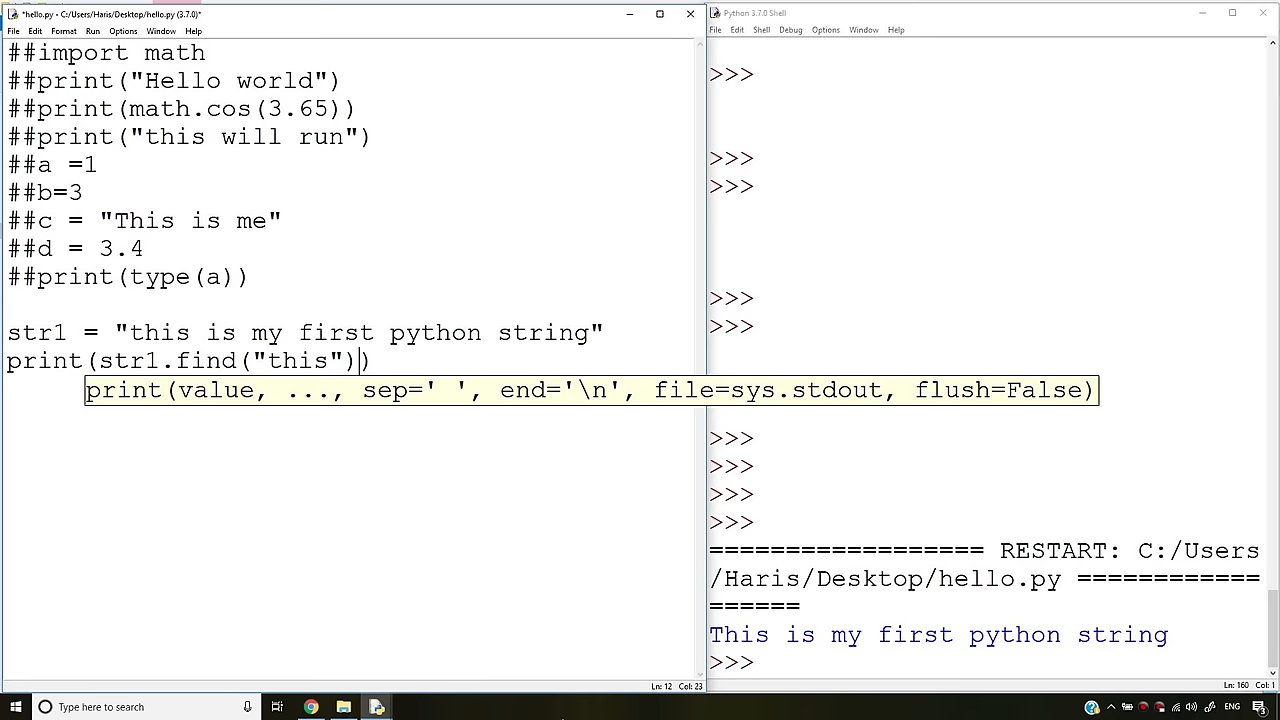 *hello.py - C:/Users/Haris/Desktop/hello.py (3.7.0)*
File Edit Format Run Options Window Help
##import math
##print("Hello world")
##print(math.cos(3.65))
##print("this will run")
##a =1
##b=3
##c = "This is me"
##d = 3.4
##print(type(a))
str1 = "this is my first python string"
print(str1.find("this"))
print(value, ..., sep=' ', end='\n', file=sys.stdout, flush=False)
Ln: 12 Col: 23
Python 3.7.0 Shell
File Edit Shell Debug Options Window Help
>>>
>>>
>>>
>>>
>>>
>>>
>>>
>>>
>>>
================== RESTART: C:/Users
/Haris/Desktop/hello.py ============
======
This is my first python string
>>>
Ln: 160 Col: 1
Type here to search
ENG